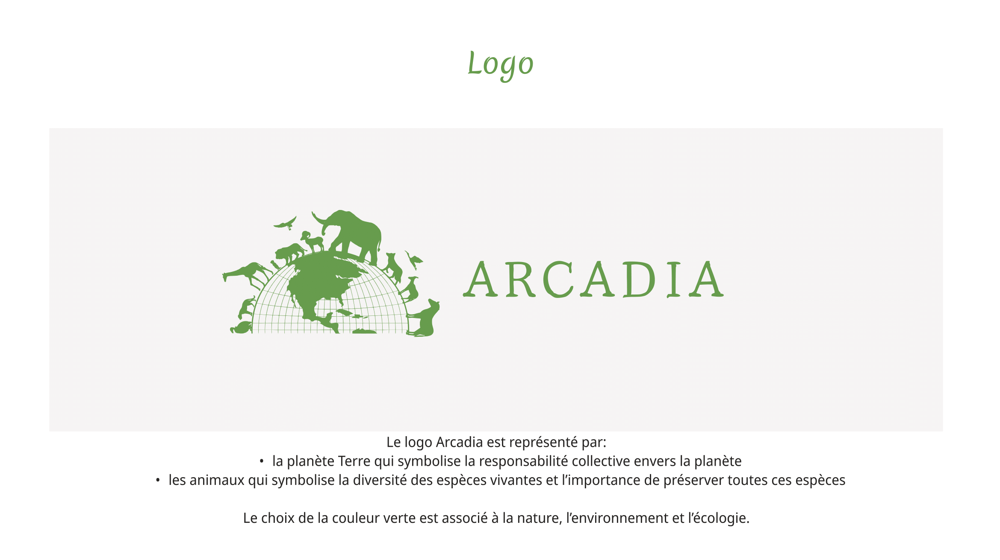 Logo
ARCADIA
Le logo Arcadia est représenté par:
• la planète Terre qui symbolise la responsabilité collective envers la planète
• les animaux qui symbolise la diversité des espèces vivantes et l’importance de préserver toutes ces espèces
Le choix de la couleur verte est associé à la nature, l’environnement et l’écologie.